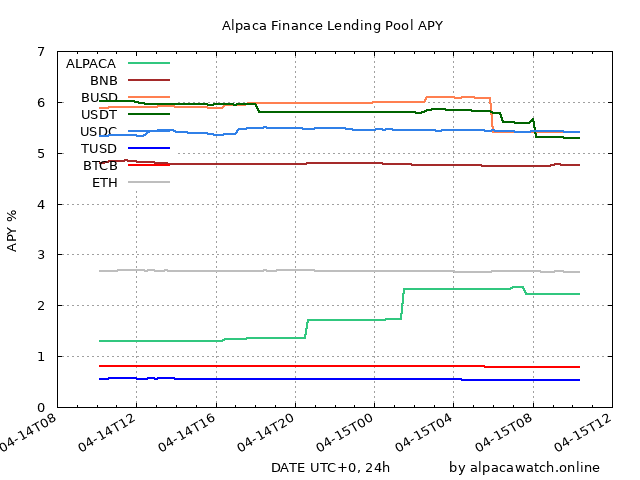 Alpaca Finance Lending Pool APY
7
6
5
4
3
2
1
0
APY %
ALPACA
BNB
BUSD
USDT
USDC
TUSD
BTCB
ETH
04-14T08
04-14T12
04-14T16
04-14T20
04-15T00
04-15T04
04-15T08
04-15T12
DATE UTC+0, 24h
by alpacawatch.online